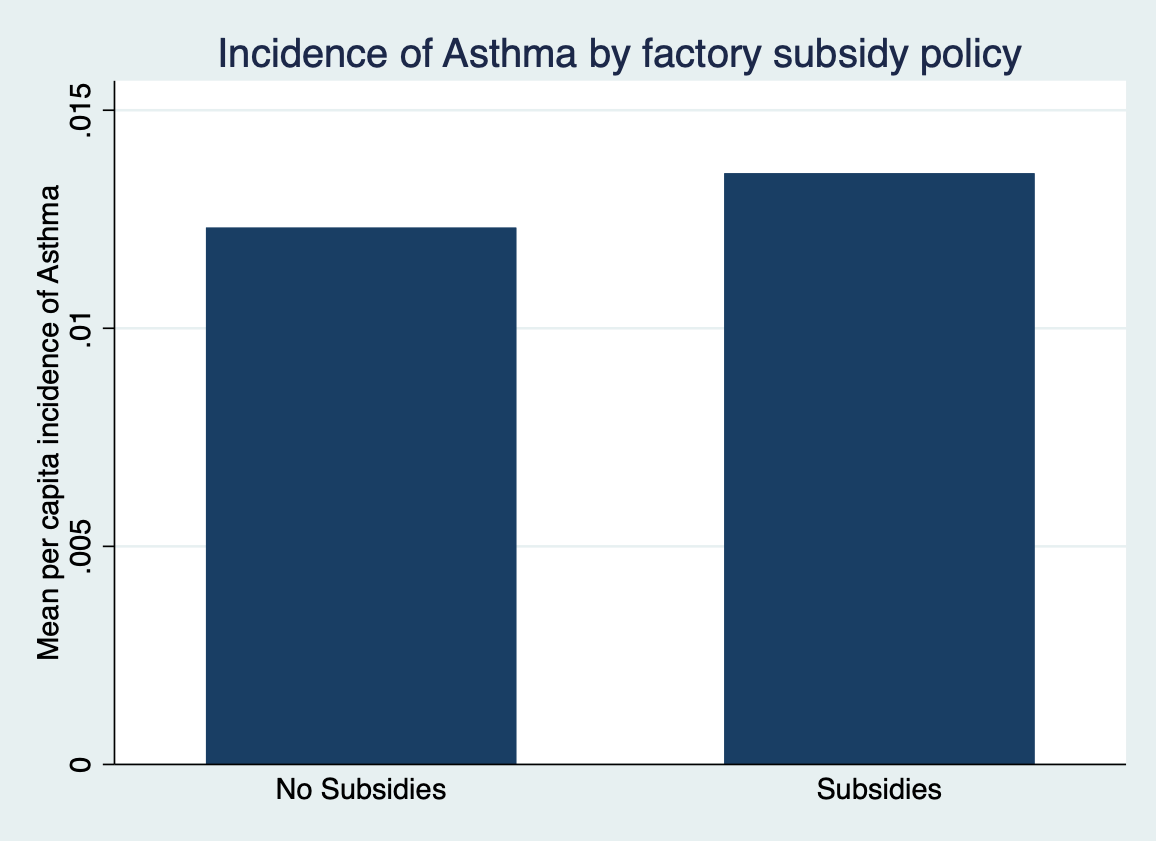 Incidence of Asthma by factory subsidy policy
Mean per capita incidence of Asthma
.015
.01
.005
0
No Subsidies
Subsidies